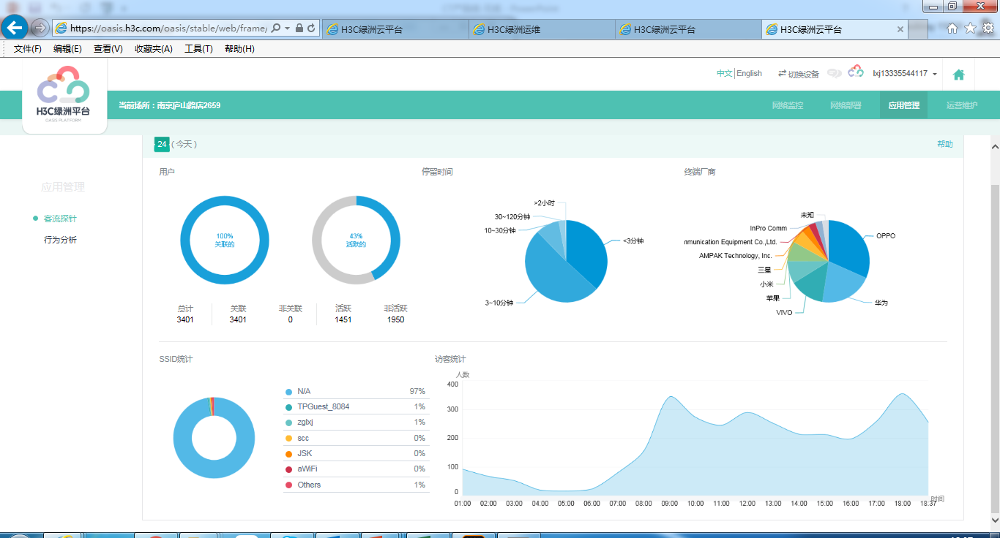 https://oasis.h3c.com/oasis/stable/web/frame/
H3C绿洲云平台
H3C绿洲运维
H3C绿洲云平台
H3C绿洲云平台
文件(F) 编辑(E) 查看(V) 收藏夹(A) 工具(T) 帮助(H)
中文 | English
切换设备
lxj13335544117
H3C绿洲平台
OASIS PLATFORM
当前场所：南京庐山路店2659
网络监控 网络部署 应用管理 运营维护
24 ( 今天 )
帮助
应用管理
客流探针
行为分析
用户
100%
关联的
43%
活跃的
总计 关联 非关联 活跃 非活跃
3401 3401 0 1451 1950
停留时间
>2小时
30~120分钟
10~30分钟
<3分钟
3~10分钟
终端厂商
未知
InPro Comm
mmunication Equipment Co.,Ltd.
AMPAK Technology, Inc.
三星
小米
苹果
VIVO
OPPO
华为
SSID统计
N/A 97%
TPGuest_8084 1%
zglxj 1%
scc 0%
JSK 0%
aWiFi 0%
Others 1%
访客统计
人数
400
300
200
100
0
01:00 02:00 03:00 04:00 05:00 06:00 07:00 08:00 09:00 10:00 11:00 12:00 13:00 14:00 15:00 16:00 17:00 18:00 18:37
时间